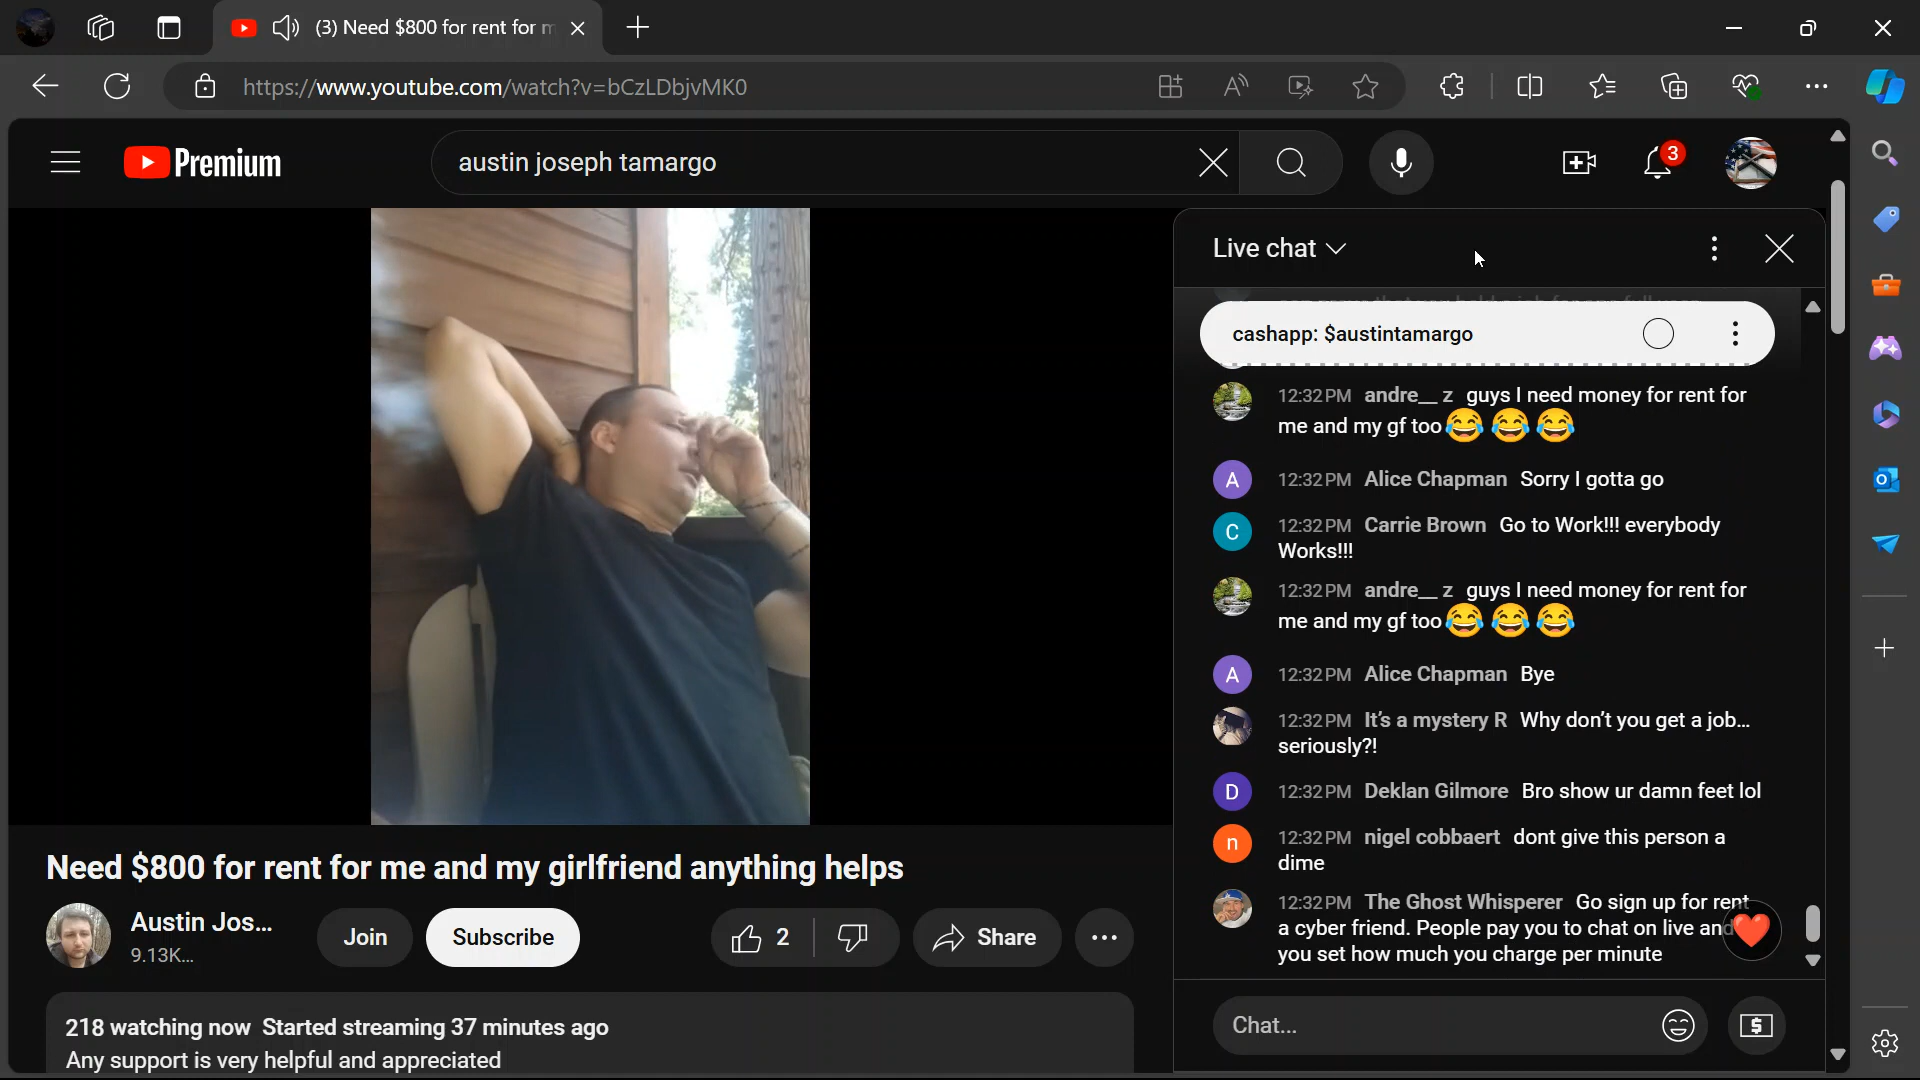 (3) Need $800 for rent for m
https://www.youtube.com/watch?v=bCzLDbjvMK0
Premium
austin joseph tamargo
3
Live chat
cashapp: $austintamargo
12:32 PM andre__ z guys I need money for rent for
me and my gf too😂😂😂
A 12:32 PM Alice Chapman Sorry I gotta go
C 12:32 PM Carrie Brown Go to Work!!! everybody
Works!!!
12:32 PM andre__ z guys I need money for rent for
me and my gf too😂😂😂
A 12:32 PM Alice Chapman Bye
12:32 PM It's a mystery R Why don't you get a job...
seriously?!
D 12:32 PM Deklan Gilmore Bro show ur damn feet lol
n 12:32 PM nigel cobbaert dont give this person a
dime
12:32 PM The Ghost Whisperer Go sign up for rent
a cyber friend. People pay you to chat on live and
you set how much you charge per minute
Chat...
Need $800 for rent for me and my girlfriend anything helps
Austin Jos...
9.13K...
Join
Subscribe
2
Share
218 watching now Started streaming 37 minutes ago
Any support is very helpful and appreciated